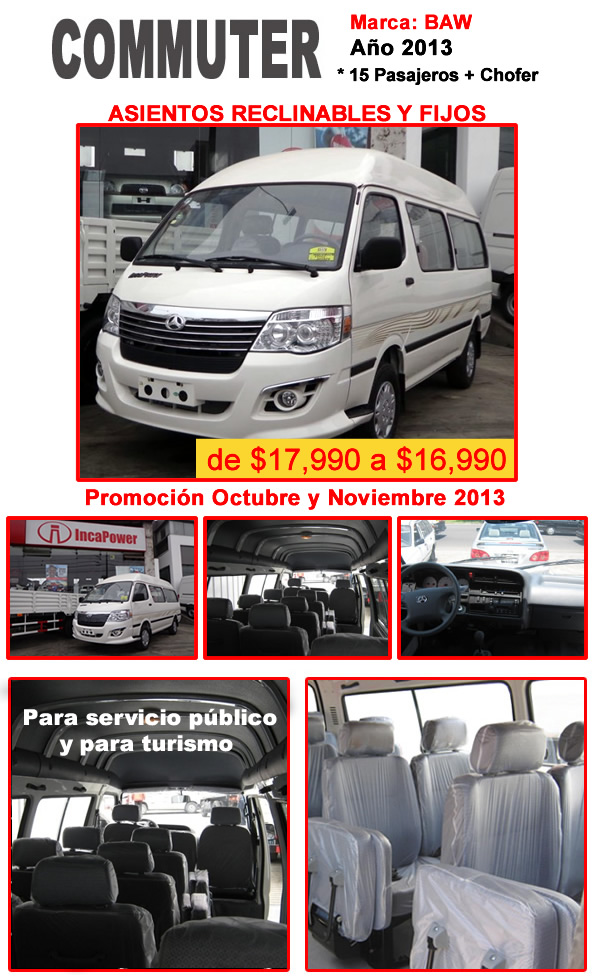 COMMUTER
Marca: BAW
Año 2013
* 15 Pasajeros + Chofer
ASIENTOS RECLINABLES Y FIJOS
IncaPower
de $17,990 a $16,990
Promoción Octubre y Noviembre 2013
IncaPower
Para servicio público
y para turismo